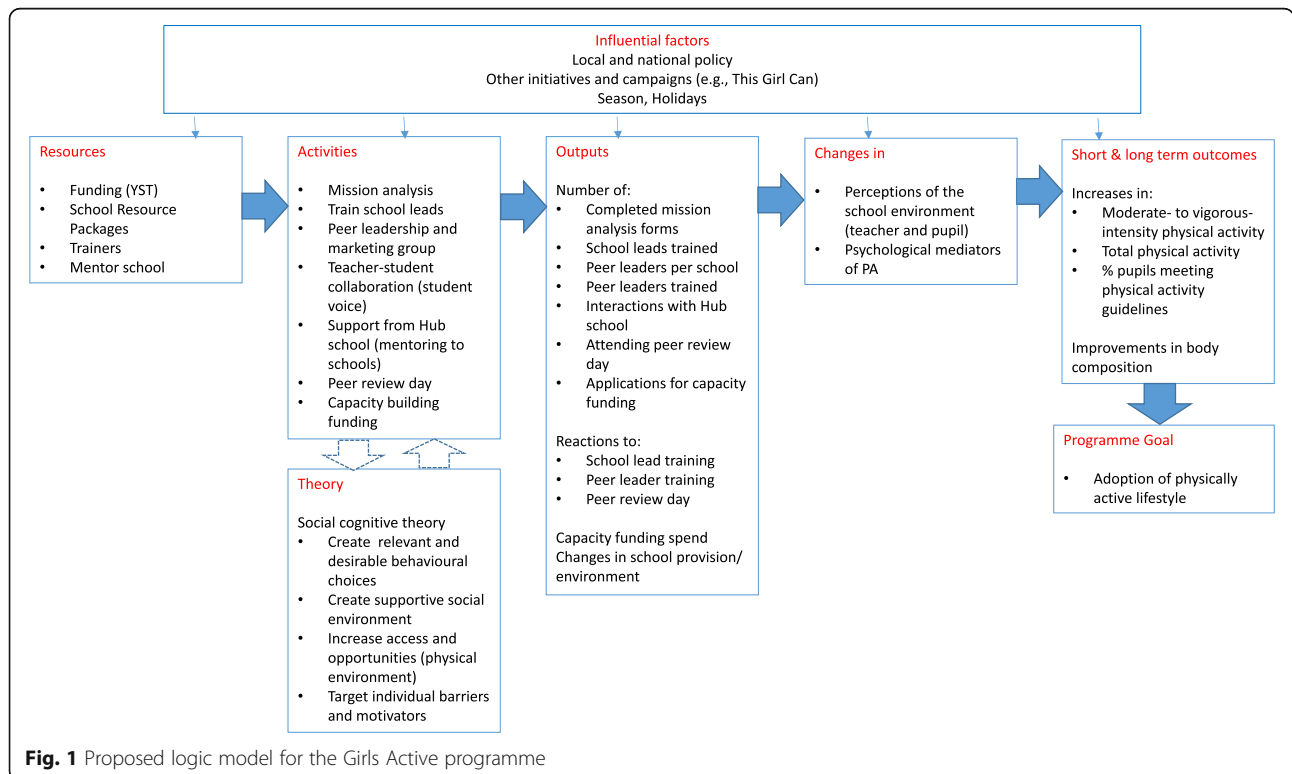 Influential factors
Local and national policy
Other initiatives and campaigns (e.g., This Girl Can)
Season, Holidays
Resources
• Funding (YST)
• School Resource
Packages
• Trainers
• Mentor school
Activities
• Mission analysis
• Train school leads
• Peer leadership and
marketing group
• Teacher-student
collaboration (student
voice)
• Support from Hub
school (mentoring to
schools)
• Peer review day
• Capacity building
funding
Theory
Social cognitive theory
• Create relevant and
desirable behavioural
choices
• Create supportive social
environment
• Increase access and
opportunities (physical
environment)
• Target individual barriers
and motivators
Outputs
Number of:
• Completed mission
analysis forms
• School leads trained
• Peer leaders per school
• Peer leaders trained
• Interactions with Hub
school
• Attending peer review
day
• Applications for capacity
funding
Reactions to:
• School lead training
• Peer leader training
• Peer review day
Capacity funding spend
Changes in school provision/
environment
Changes in
• Perceptions of the
school environment
(teacher and pupil)
• Psychological mediators
of PA
Short & long term outcomes
Increases in:
• Moderate- to vigorous-
intensity physical activity
• Total physical activity
• % pupils meeting
physical activity
guidelines
Improvements in body
composition
Programme Goal
• Adoption of physically
active lifestyle
Fig. 1 Proposed logic model for the Girls Active programme